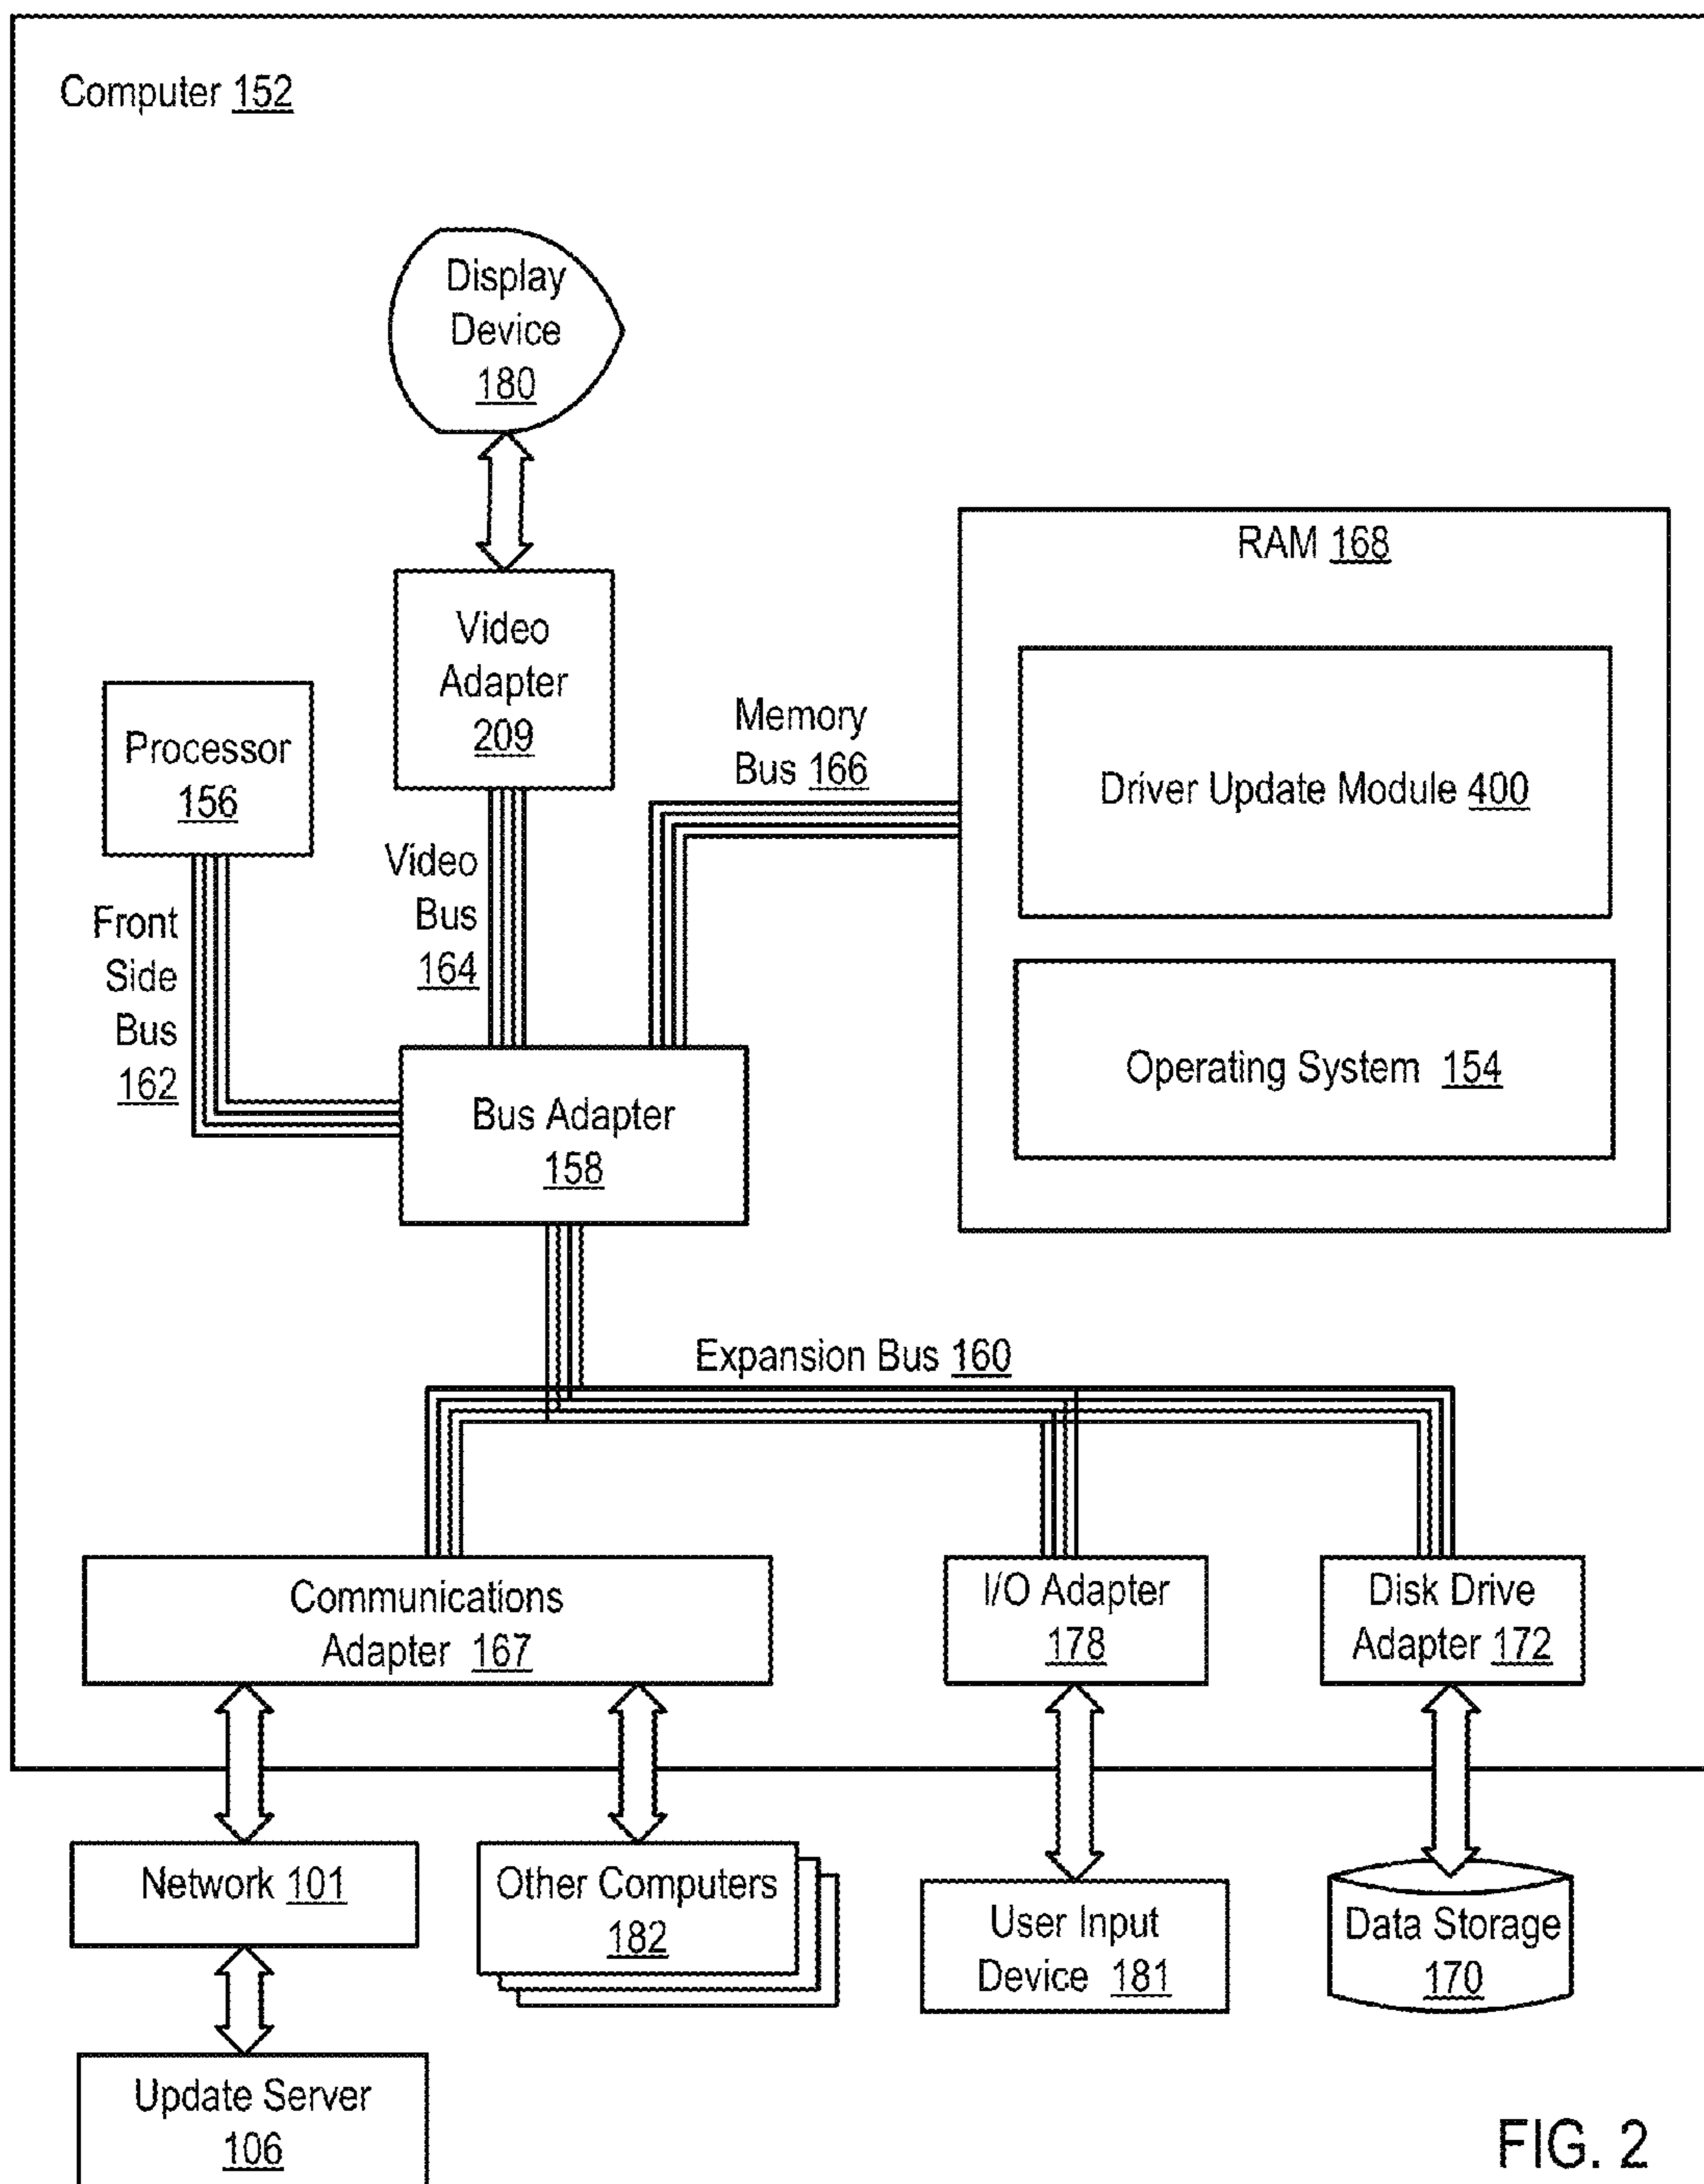 Computer 152
Display
Device
180
Video
Adapter
209
RAM 168
Driver Update Module 400
Operating System 154
Memory
Bus 166
Processor
156
Video
Bus
164
Front
Side
Bus
162
Bus Adapter
158
Expansion Bus 160
Communications
Adapter 167
I/O Adapter
178
Disk Drive
Adapter 172
Network 101
Other Computers
182
User Input
Device 181
Data Storage
170
Update Server
106
FIG. 2